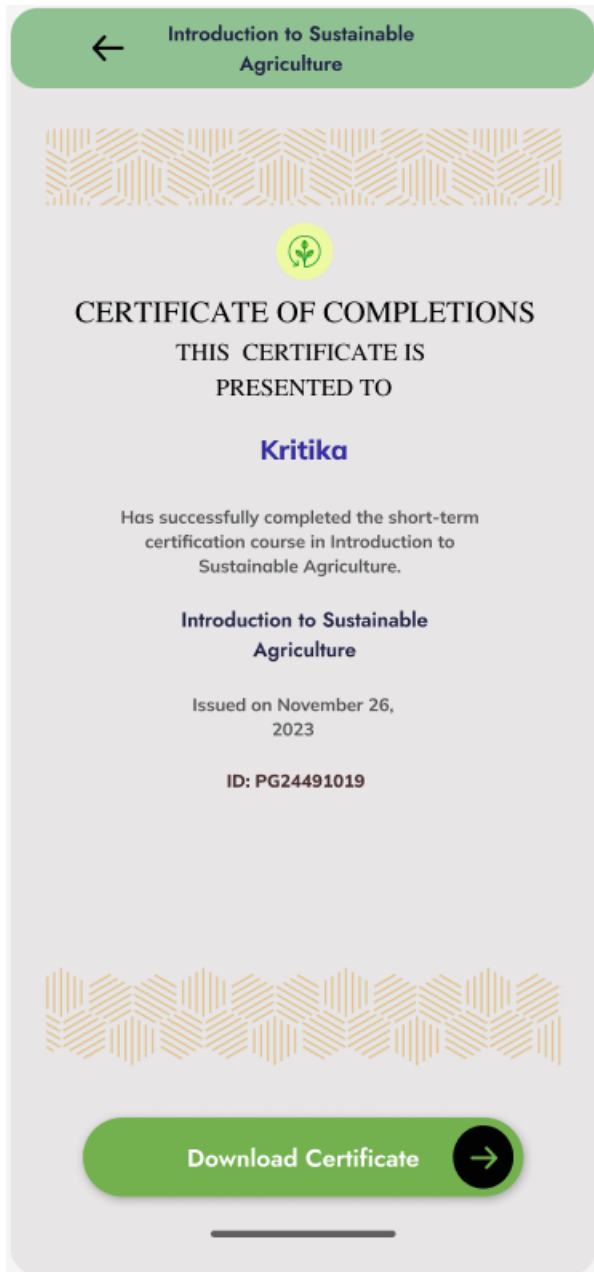 Introduction to Sustainable
Agriculture
CERTIFICATE OF COMPLETIONS
THIS CERTIFICATE IS
PRESENTED TO
Kritika
Has successfully completed the short-term
certification course in Introduction to
Sustainable Agriculture.
Introduction to Sustainable
Agriculture
Issued on November 26,
2023
ID: PG24491019
Download Certificate